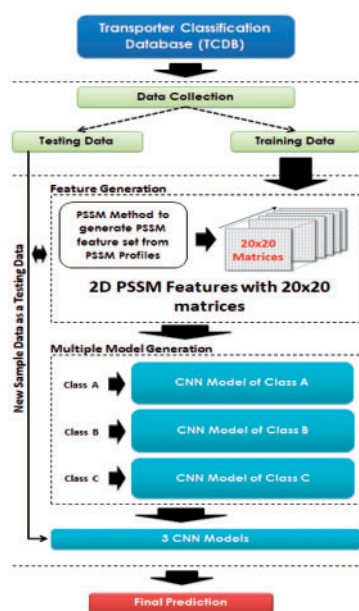 Transporter Classification
Database (TCDB)
Data Collection
Testing Data
Training Data
Feature Generation
PSSM Method to
generate PSSM
feature set from
PSSM Profiles
20x20
Matrices
2D PSSM Features with 20x20
matrices
New Sample Data as a Testing Data
Multiple Model Generation
Class A
CNN Model of Class A
Class B
CNN Model of Class B
Class C
CNN Model of Class C
3 CNN Models
Final Prediction